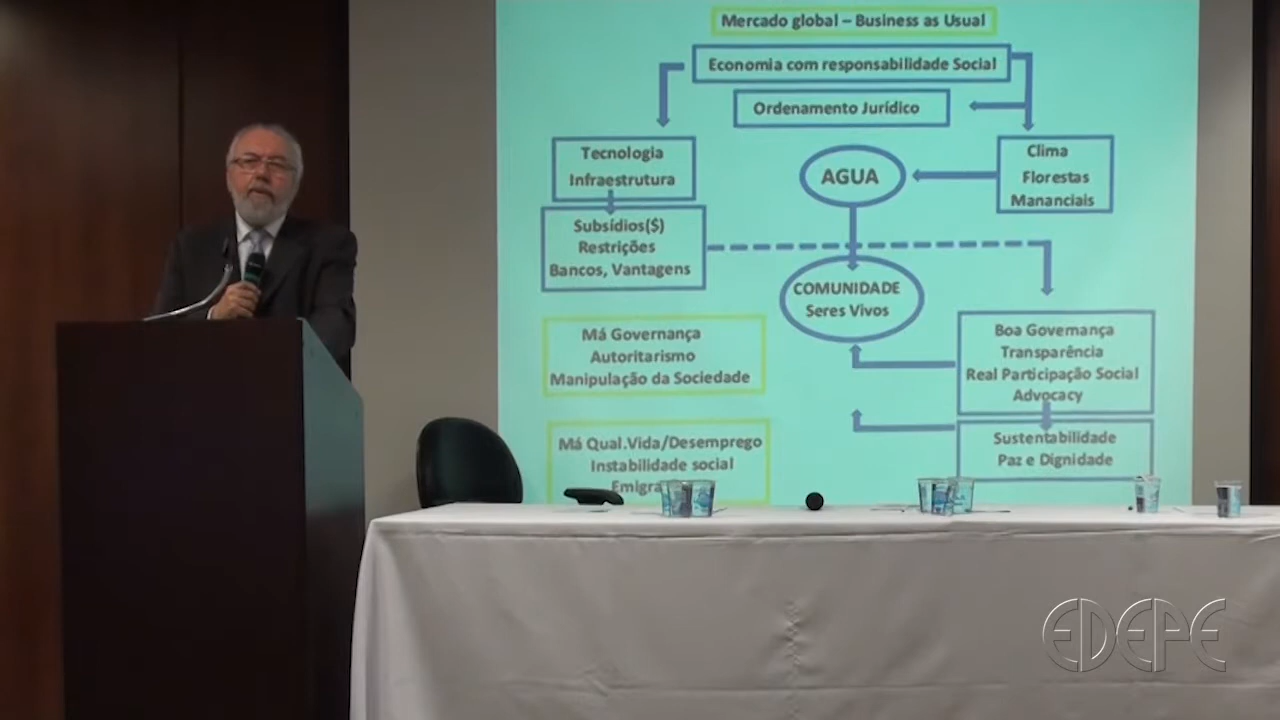 Mercado global – Business as Usual
Economia com responsabilidade Social
Ordenamento Jurídico
Tecnologia
Infraestrutura
AGUA
Clima
Florestas
Mananciais
Subsídios($)
Restrições
Bancos, Vantagens
COMUNIDADE
Seres Vivos
Má Governança
Autoritarismo
Manipulação da Sociedade
Boa Governança
Transparência
Real Participação Social
Advocacy
Má Qual.Vida/Desemprego
Instabilidade social
Sustentabilidade
Paz e Dignidade
EDEPE